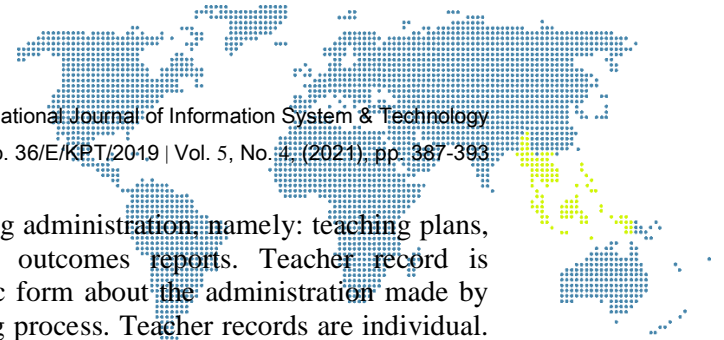 ational Journal of Information System & Technology
o. 36/E/KPT/2019 | Vol. 5, No. 4, (2021), pp. 387-393
g administration, namely: teaching plans,
outcomes reports. Teacher record is
c form about the administration made by
g process. Teacher records are individual.